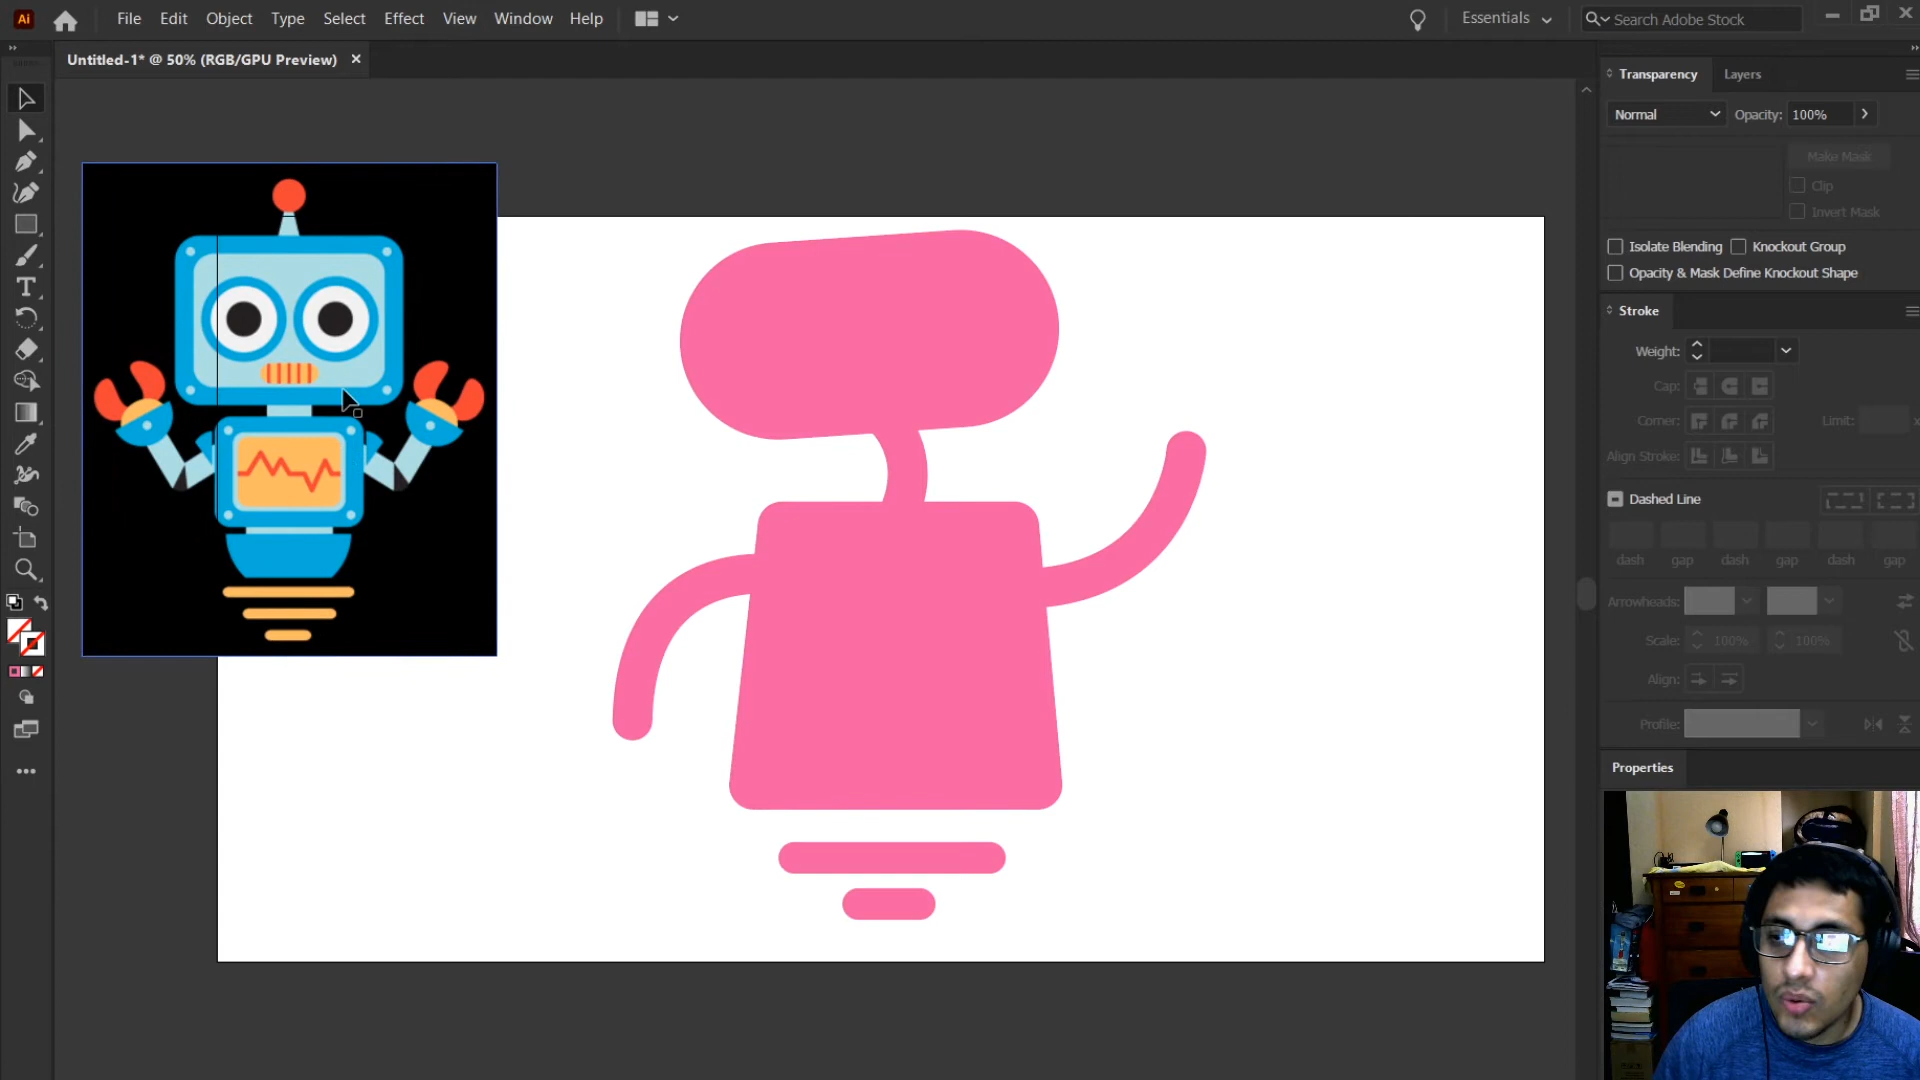 Ai File Edit Object Type Select Effect View Window Help Essentials Search Adobe Stock
Untitled-1* @ 50% (RGB/GPU Preview)
Transparency Layers
Normal Opacity: 100%
Make Mask
Clip
Invert Mask
Isolate Blending Knockout Group
Opacity & Mask Define Knockout Shape
Stroke
Weight:
Cap:
Corner: Limit: x
Align Stroke:
Dashed Line
dash gap dash gap dash gap
Arrowheads:
Scale: 100% 100%
Align:
Profile:
Properties